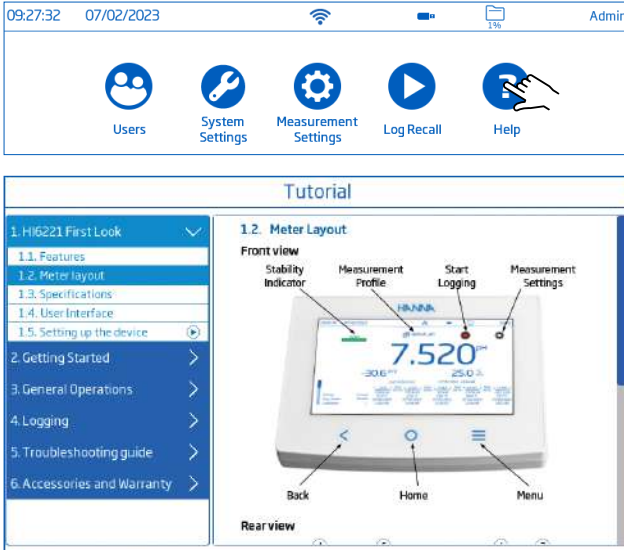 09:27:32 07/02/2023 1% Admin
Users
System Settings
Measurement Settings
Log Recall
Help
Tutorial
1. HI6221 First Look
1.1. Features
1.2. Meter layout
1.3. Specifications
1.4. User Interface
1.5. Setting up the device
2. Getting Started
3. General Operations
4. Logging
5. Troubleshooting guide
6. Accessories and Warranty
1.2. Meter Layout
Front view
Stability Indicator
Measurement Profile
Start Logging
Measurement Settings
HANNA
7.520 pH
-30.6 mV
25.0
Back
Home
Menu
Rear view